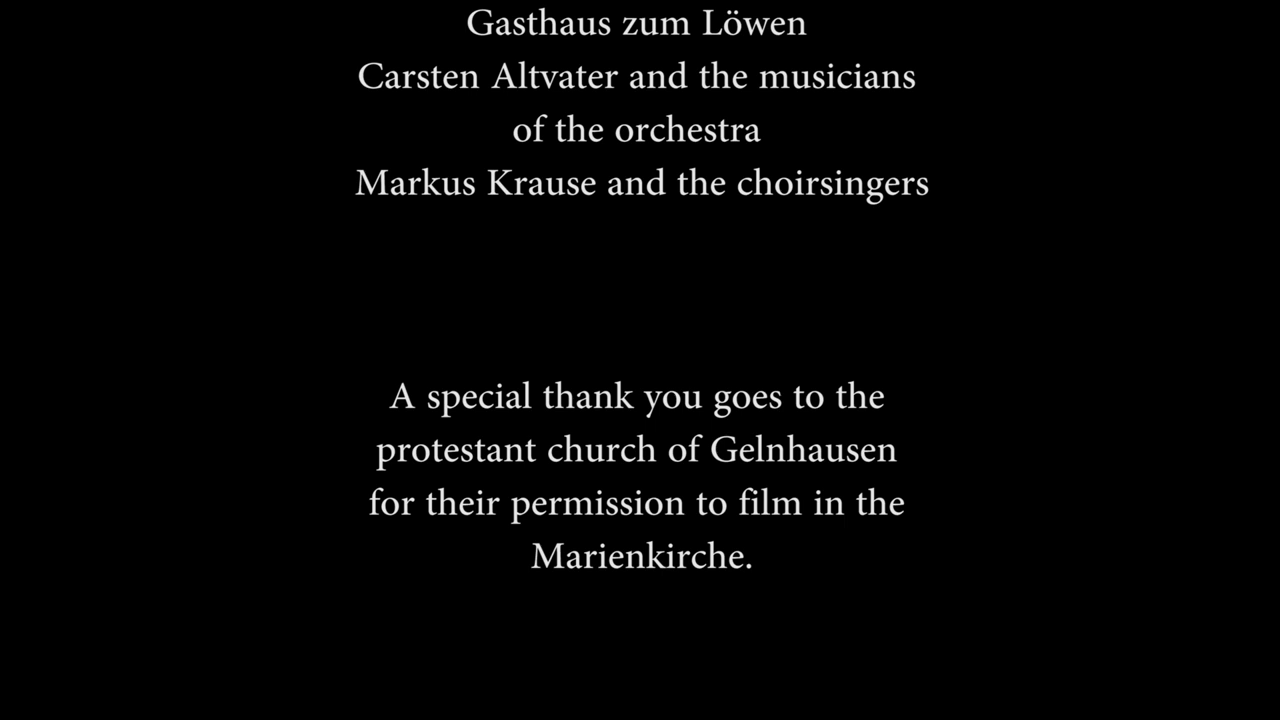 Gasthaus zum Löwen
Carsten Altvater and the musicians
of the orchestra
Markus Krause and the choirsingers
A special thank you goes to the
protestant church of Gelnhausen
for their permission to film in the
Marienkirche.